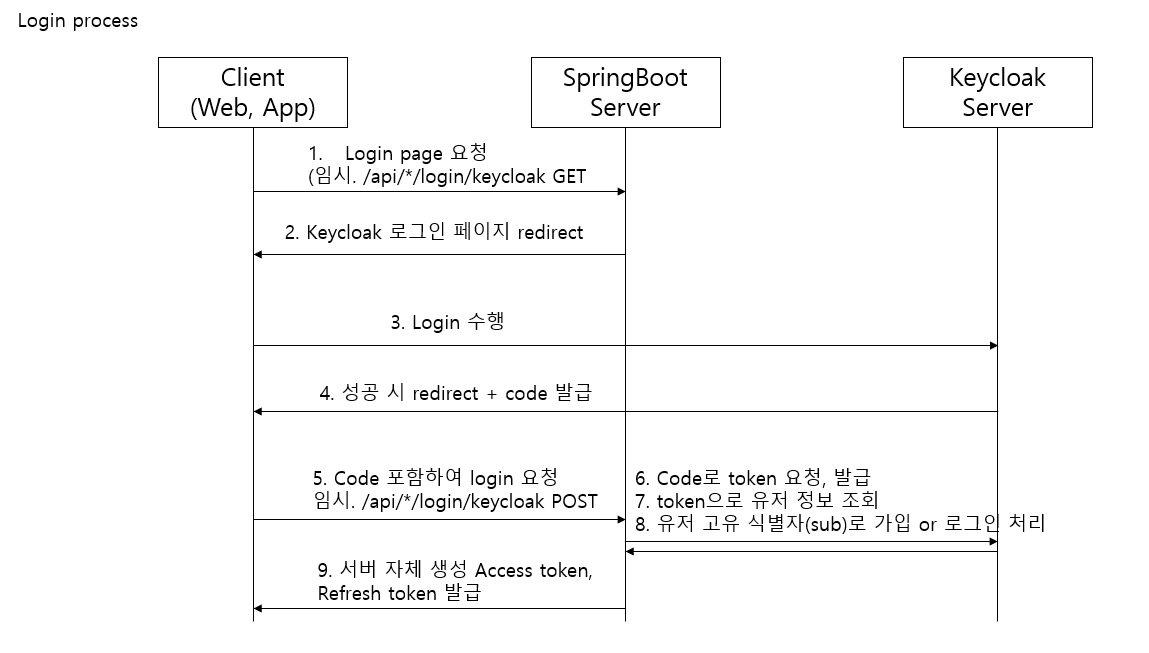 Login process
Client
(Web, App)
SpringBoot
Server
Keycloak
Server
1. Login page 요청
(임시. /api/*/login/keycloak GET
2. Keycloak 로그인 페이지 redirect
3. Login 수행
4. 성공 시 redirect + code 발급
5. Code 포함하여 login 요청
임시. /api/*/login/keycloak POST
6. Code로 token 요청, 발급
7. token으로 유저 정보 조회
8. 유저 고유 식별자(sub)로 가입 or 로그인 처리
9. 서버 자체 생성 Access token,
Refresh token 발급